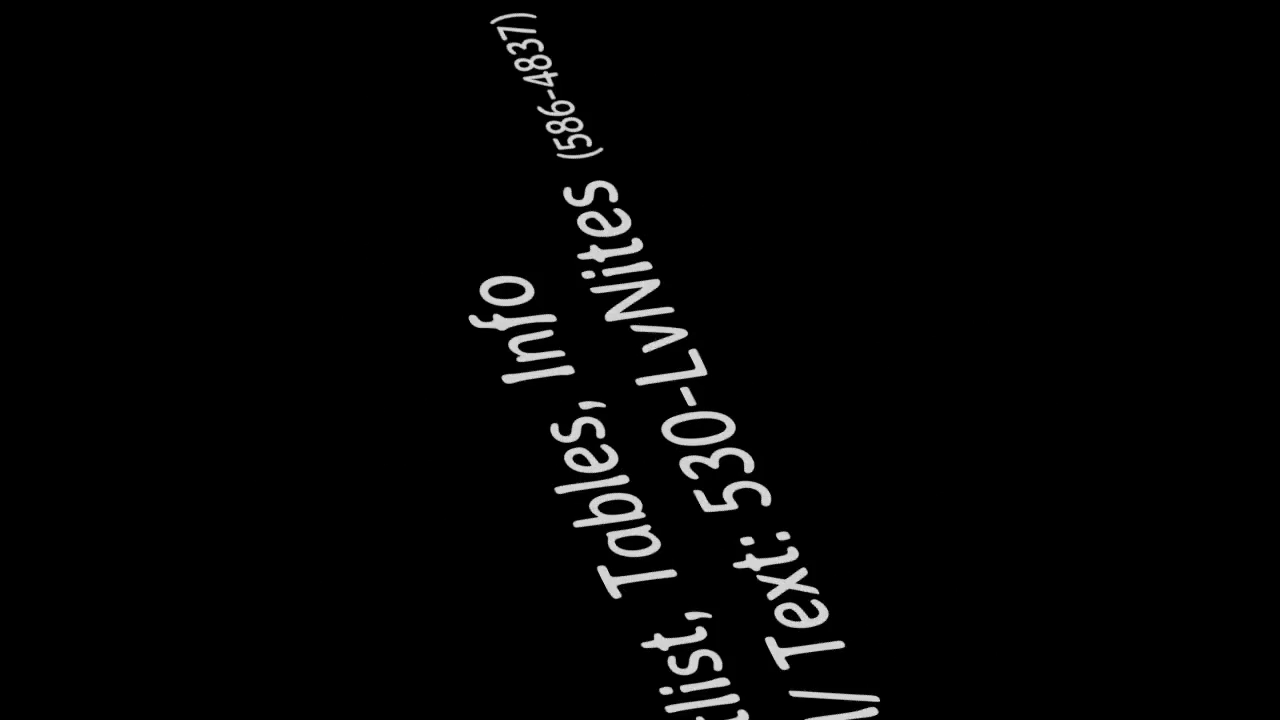 list, Tables, Info
/ Text: 530-LvNites (586-4837)